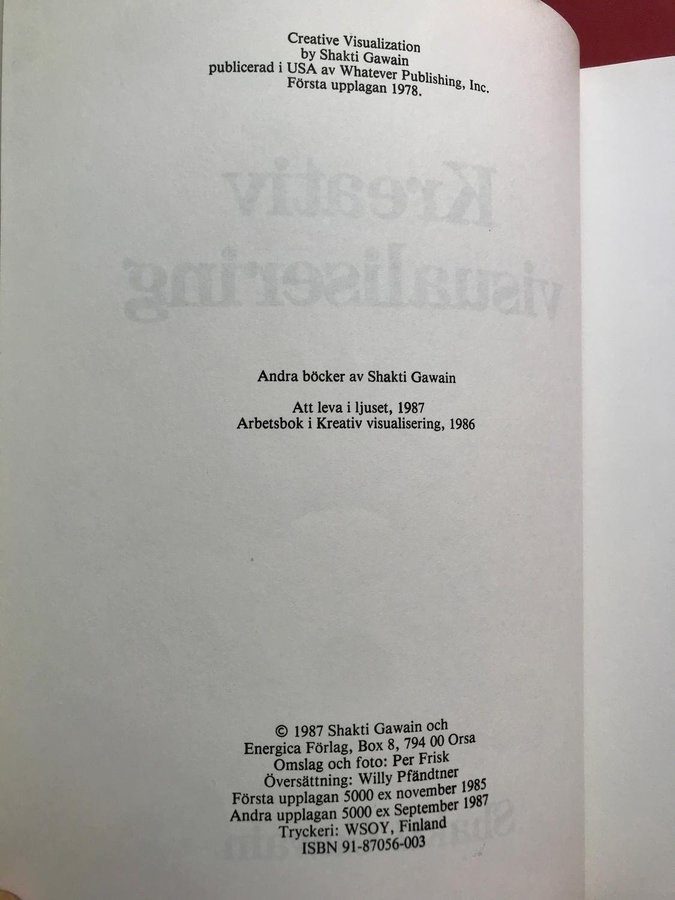 Creative Visualization
by Shakti Gawain
publicerad i USA av Whatever Publishing, Inc.
Första upplagan 1978.
Kreativ
visualisering
Andra böcker av Shakti Gawain
Att leva i ljuset, 1987
Arbetsbok i Kreativ visualisering, 1986
© 1987 Shakti Gawain och
Energica Förlag, Box 8, 794 00 Orsa
Omslag och foto: Per Frisk
Översättning: Willy Pfändtner
Första upplagan 5000 ex november 1985
Andra upplagan 5000 ex September 1987
Tryckeri: WSOY, Finland
ISBN 91-87056-003